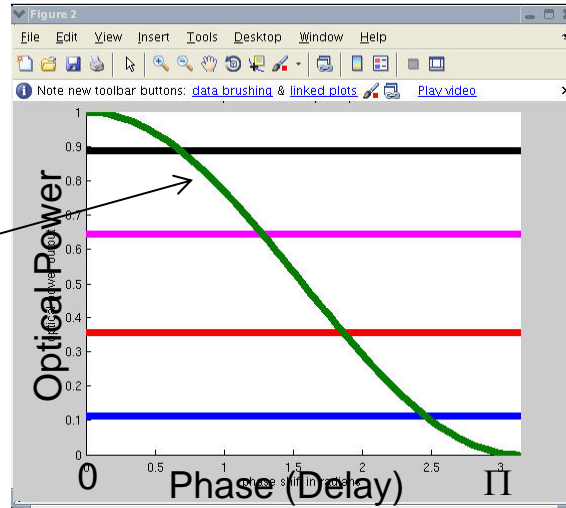 Figure 2
File Edit View Insert Tools Desktop Window Help
Note new toolbar buttons: data brushing & linked plots Play video
1
0.9
0.8
0.7
0.6
0.5
0.4
0.3
0.2
0.1
0
Optical Power
optical power output
0.5 1 1.5 2 2.5 3
0 Phase (Delay) Π
phase shift in radians